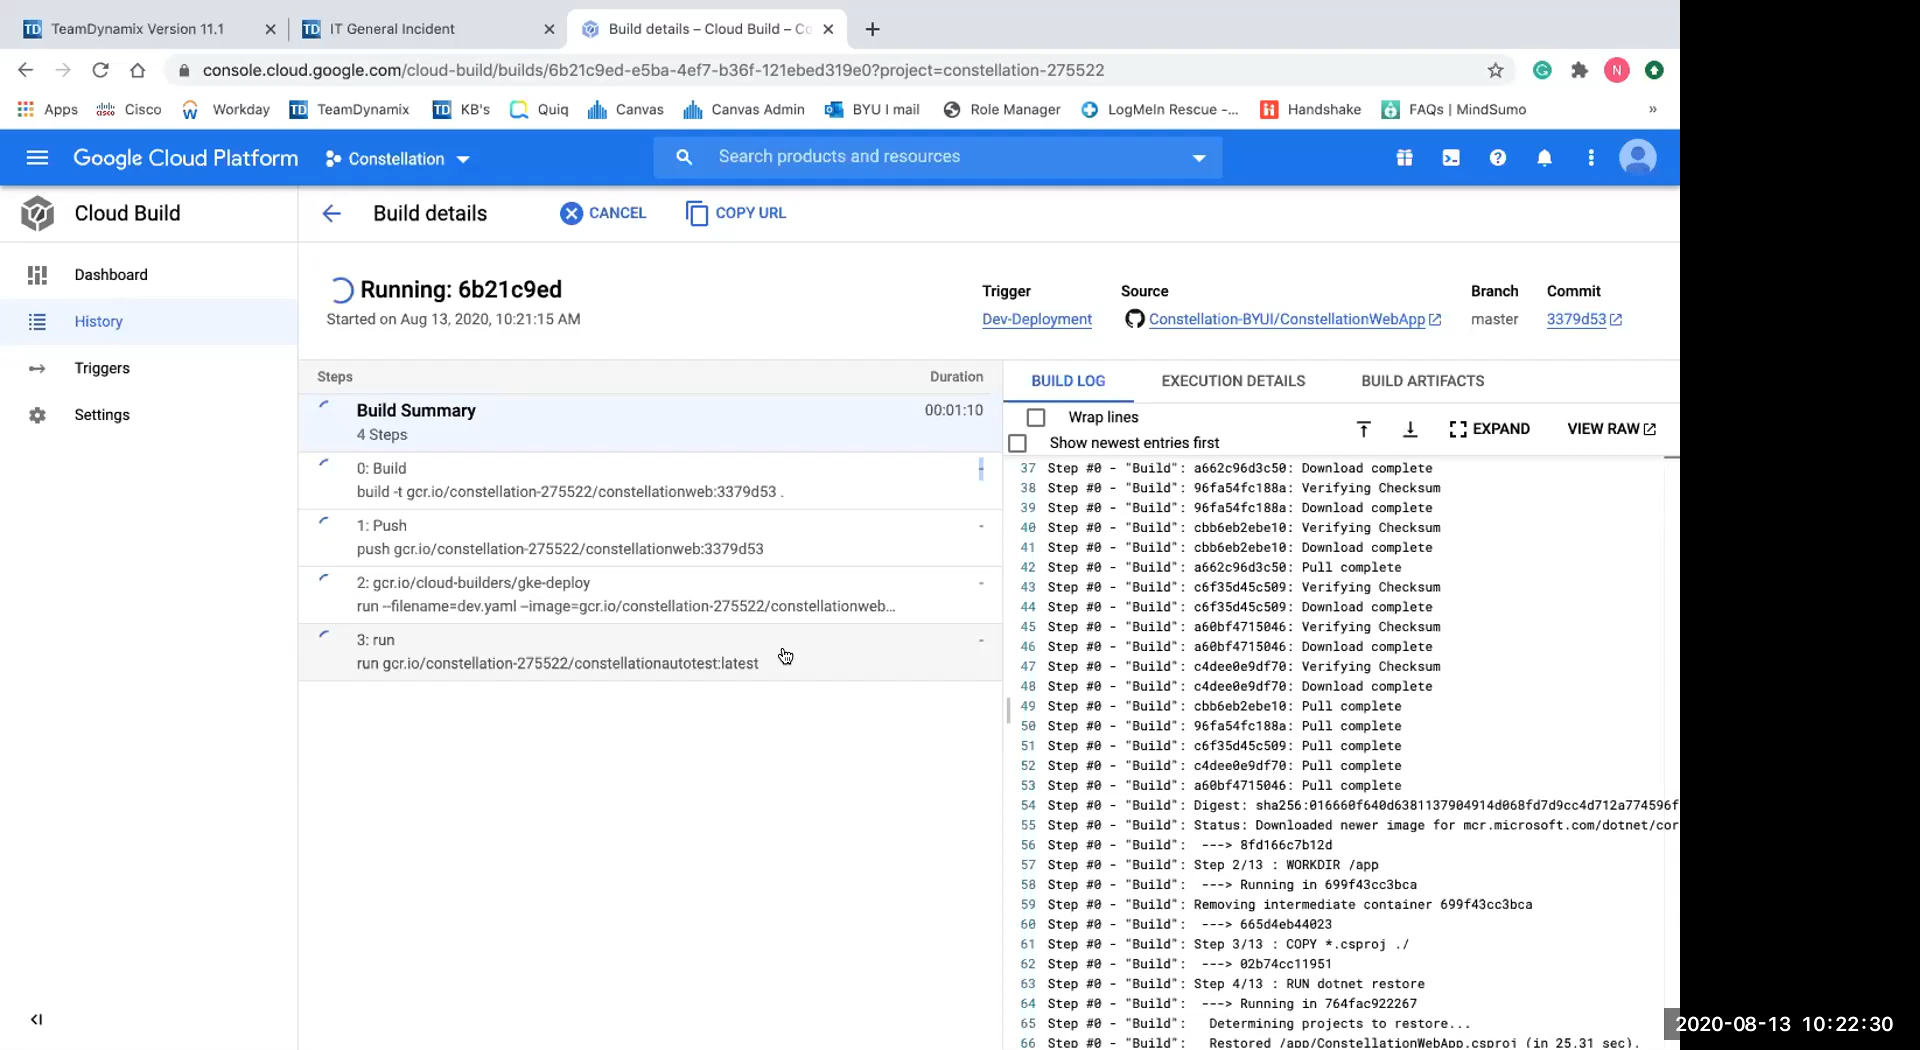 TD TeamDynamix Version 11.1
TD IT General Incident
Build details – Cloud Build – Co
console.cloud.google.com/cloud-build/builds/6b21c9ed-e5ba-4ef7-b36f-121ebed319e0?project=constellation-275522
N
Apps
Cisco
Workday
TD TeamDynamix
TD KB's
Quiq
Canvas
Canvas Admin
BYU I mail
Role Manager
LogMeIn Rescue -...
Handshake
FAQs | MindSumo
»
Google Cloud Platform
Constellation
Search products and resources
Cloud Build
Build details
CANCEL
COPY URL
Dashboard
History
Triggers
Settings
Running: 6b21c9ed
Started on Aug 13, 2020, 10:21:15 AM
Trigger
Dev-Deployment
Source
Constellation-BYUI/ConstellationWebApp
Branch
master
Commit
3379d53
Steps Duration
Build Summary 00:01:10
4 Steps
0: Build -
build -t gcr.io/constellation-275522/constellationweb:3379d53 .
1: Push -
push gcr.io/constellation-275522/constellationweb:3379d53
2: gcr.io/cloud-builders/gke-deploy -
run --filename=dev.yaml --image=gcr.io/constellation-275522/constellationweb...
3: run -
run gcr.io/constellation-275522/constellationautotest:latest
BUILD LOG
EXECUTION DETAILS
BUILD ARTIFACTS
Wrap lines
Show newest entries first
EXPAND
VIEW RAW
37 Step #0 - "Build": a662c96d3c50: Download complete
38 Step #0 - "Build": 96fa54fc188a: Verifying Checksum
39 Step #0 - "Build": 96fa54fc188a: Download complete
40 Step #0 - "Build": cbb6eb2ebe10: Verifying Checksum
41 Step #0 - "Build": cbb6eb2ebe10: Download complete
42 Step #0 - "Build": a662c96d3c50: Pull complete
43 Step #0 - "Build": c6f35d45c509: Verifying Checksum
44 Step #0 - "Build": c6f35d45c509: Download complete
45 Step #0 - "Build": a60bf4715046: Verifying Checksum
46 Step #0 - "Build": a60bf4715046: Download complete
47 Step #0 - "Build": c4dee0e9df70: Verifying Checksum
48 Step #0 - "Build": c4dee0e9df70: Download complete
49 Step #0 - "Build": cbb6eb2ebe10: Pull complete
50 Step #0 - "Build": 96fa54fc188a: Pull complete
51 Step #0 - "Build": c6f35d45c509: Pull complete
52 Step #0 - "Build": c4dee0e9df70: Pull complete
53 Step #0 - "Build": a60bf4715046: Pull complete
54 Step #0 - "Build": Digest: sha256:016660f640d6381137904914d068fd7d9cc4d712a774596f
55 Step #0 - "Build": Status: Downloaded newer image for mcr.microsoft.com/dotnet/cor
56 Step #0 - "Build": ---> 8fd166c7b12d
57 Step #0 - "Build": Step 2/13 : WORKDIR /app
58 Step #0 - "Build": ---> Running in 699f43cc3bca
59 Step #0 - "Build": Removing intermediate container 699f43cc3bca
60 Step #0 - "Build": ---> 665d4eb44023
61 Step #0 - "Build": Step 3/13 : COPY *.csproj ./
62 Step #0 - "Build": ---> 02b74cc11951
63 Step #0 - "Build": Step 4/13 : RUN dotnet restore
64 Step #0 - "Build": ---> Running in 764fac922267
65 Step #0 - "Build": Determining projects to restore...
66 Step #0 - "Build": Restored /app/ConstellationWebApp.csproj (in 25.31 sec).
2020-08-13 10:22:30